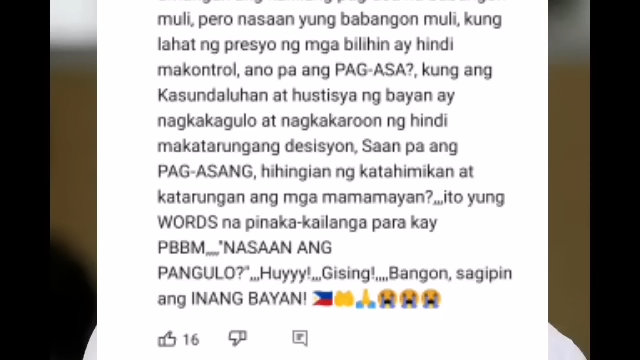 muli, pero nasaan yung babangon muli, kung
lahat ng presyo ng mga bilihin ay hindi
makontrol, ano pa ang PAG-ASA?, kung ang
Kasundaluhan at hustisya ng bayan ay
nagkakagulo at nagkakaroon ng hindi
makatarungang desisyon, Saan pa ang
PAG-ASANG, hihingian ng katahimikan at
katarungan ang mga mamamayan?,,,ito yung
WORDS na pinaka-kailanga para kay
PBBM,,,,"NASAAN ANG
PANGULO?",,,Huyyy!,,,Gising!,,,,Bangon, sagipin
ang INANG BAYAN! 🇵🇭🤲🙏😭😭😭
16